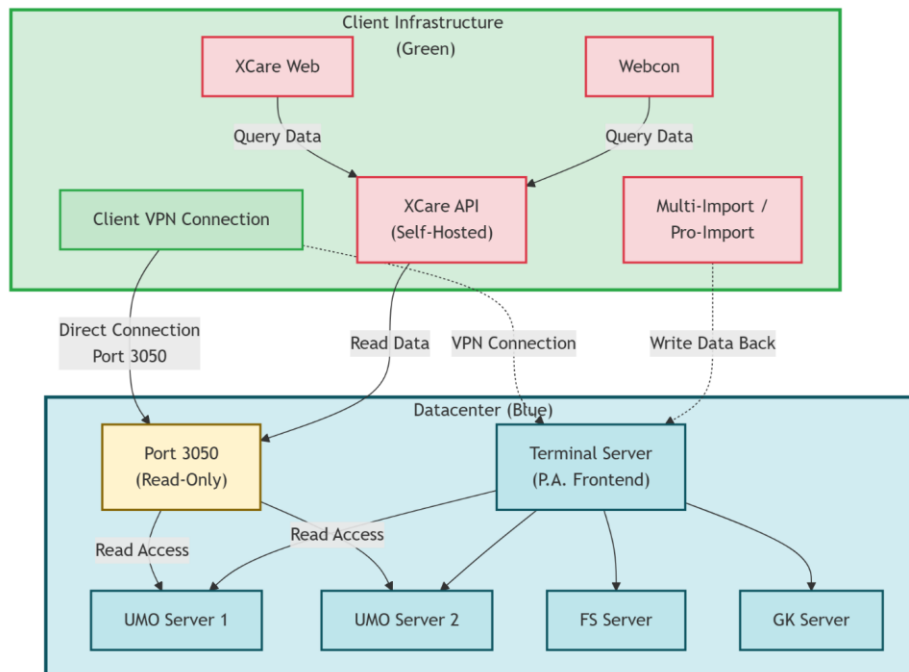 Client Infrastructure
(Green)
XCare Web
Webcon
Query Data
Query Data
Client VPN Connection
XCare API
(Self-Hosted)
Multi-Import /
Pro-Import
Direct Connection
Port 3050
Read Data
VPN Connection
Write Data Back
Datacenter (Blue)
Port 3050
(Read-Only)
Terminal Server
(P.A. Frontend)
Read Access
Read Access
UMO Server 1
UMO Server 2
FS Server
GK Server